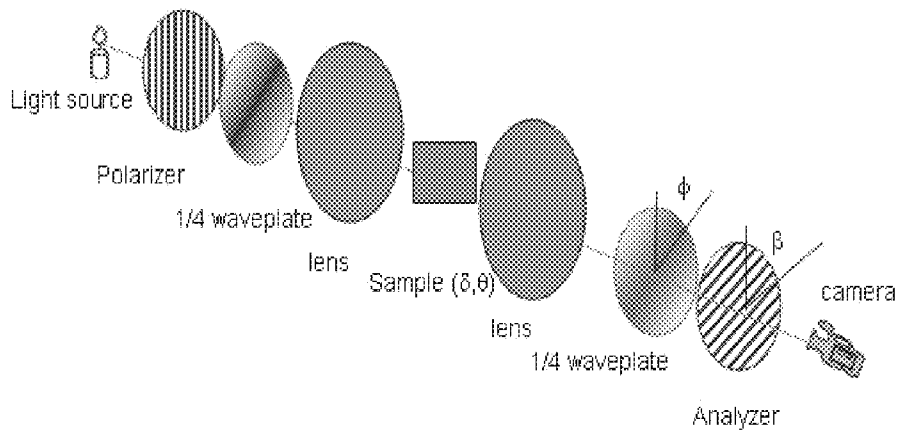 Light source
Polarizer
1/4 waveplate
lens
Sample (δ,θ)
lens
ϕ
1/4 waveplate
β
Analyzer
camera